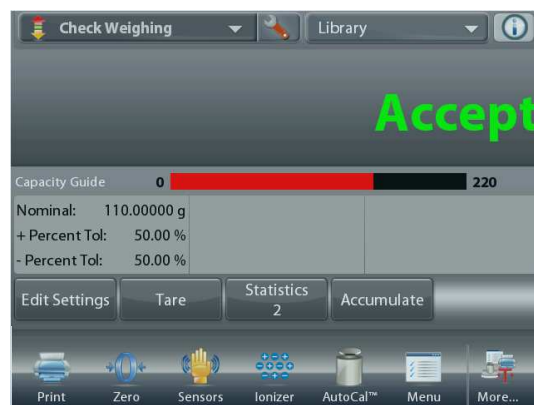 Check Weighing Library
Accept
Capacity Guide 0 220
Nominal: 110.00000 g
+ Percent Tol: 50.00 %
- Percent Tol: 50.00 %
Edit Settings Tare Statistics 2 Accumulate
Print Zero Sensors Ionizer AutoCal™ Menu More...